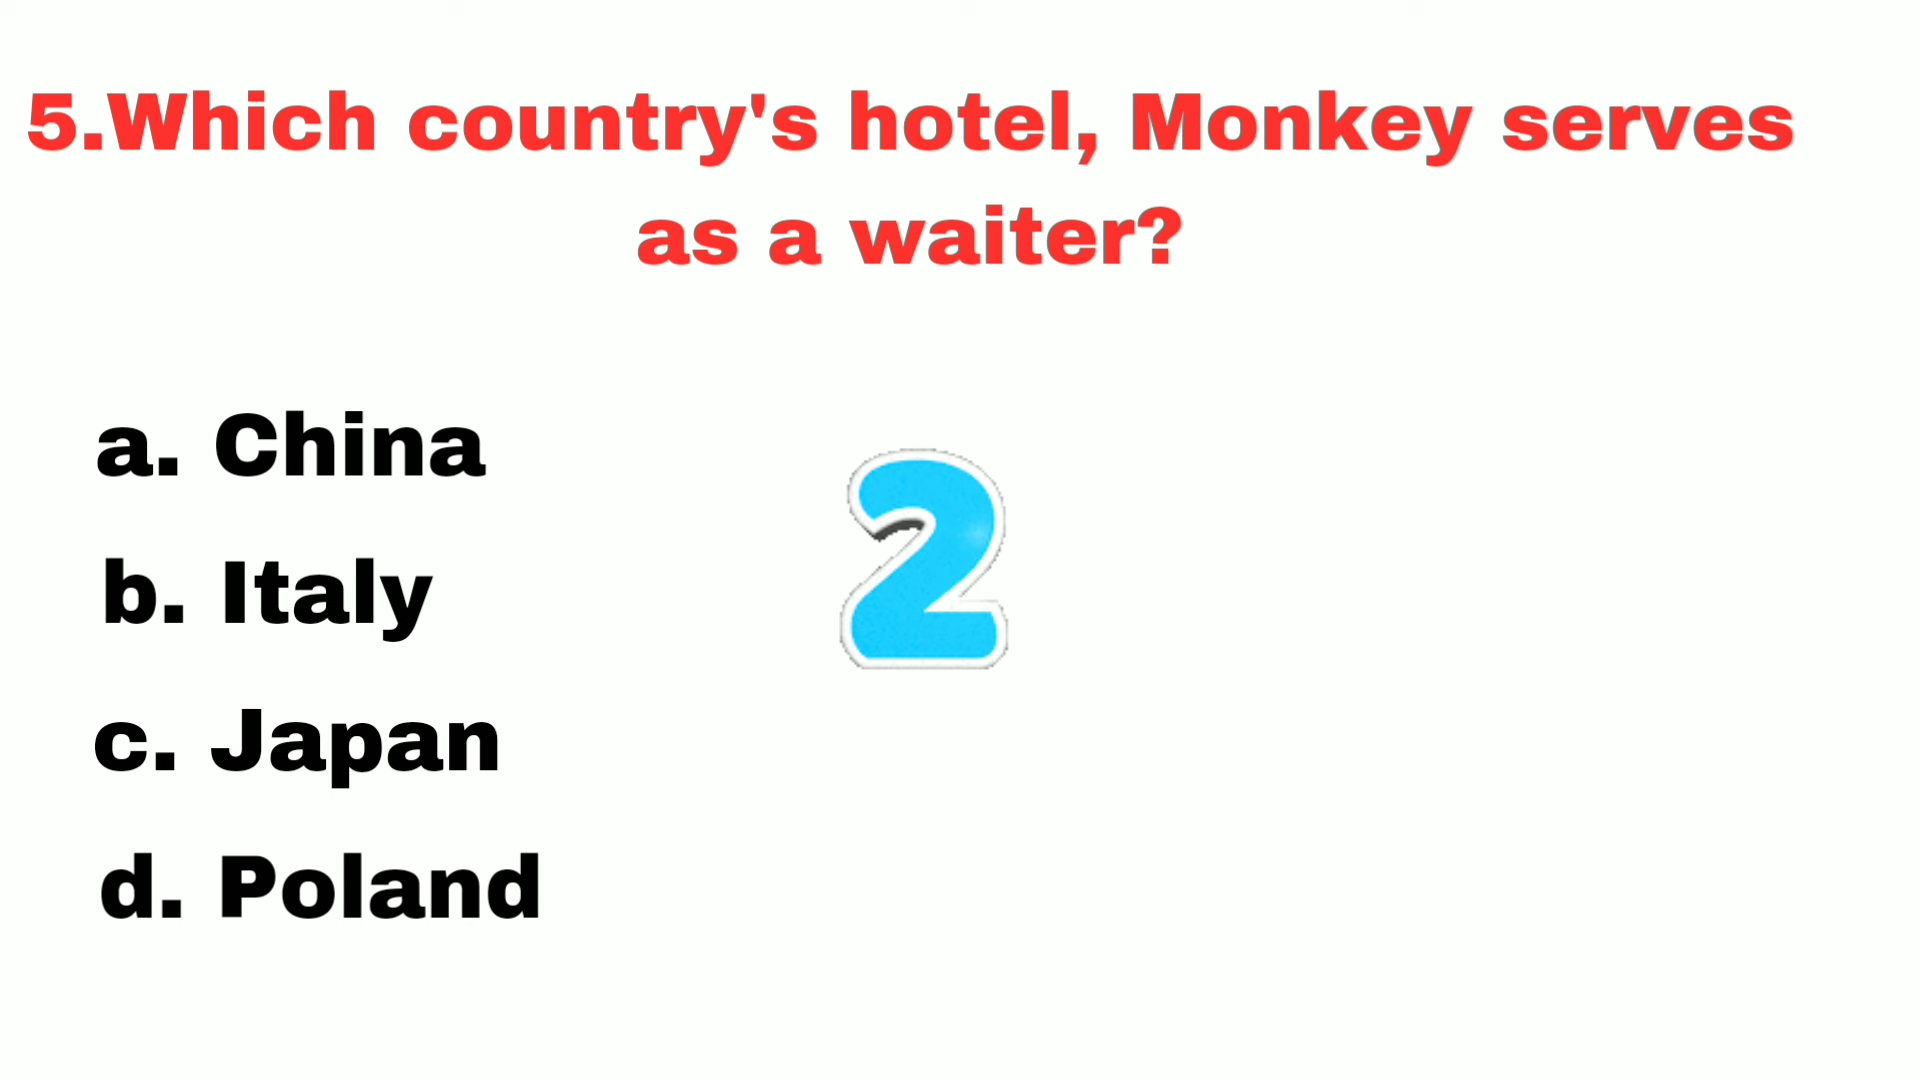 5.Which country's hotel, Monkey serves
as a waiter?
a. China
b. Italy
2
c. Japan
d. Poland